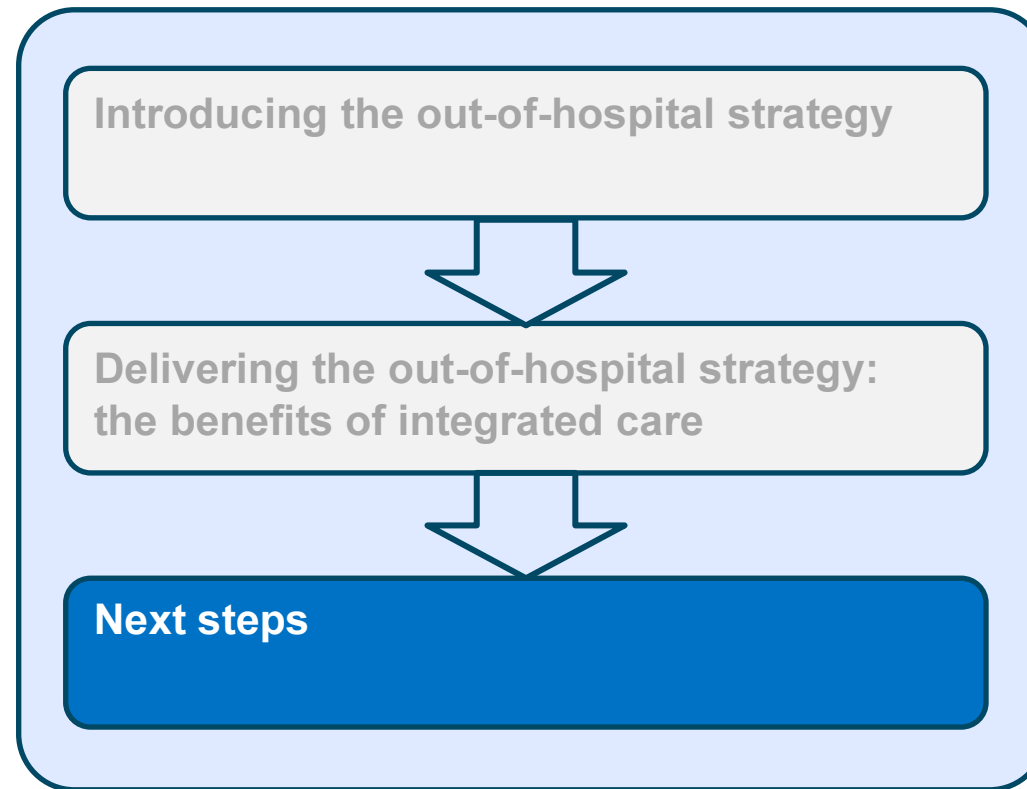 Introducing the out-of-hospital strategy
Delivering the out-of-hospital strategy:
the benefits of integrated care
Next steps